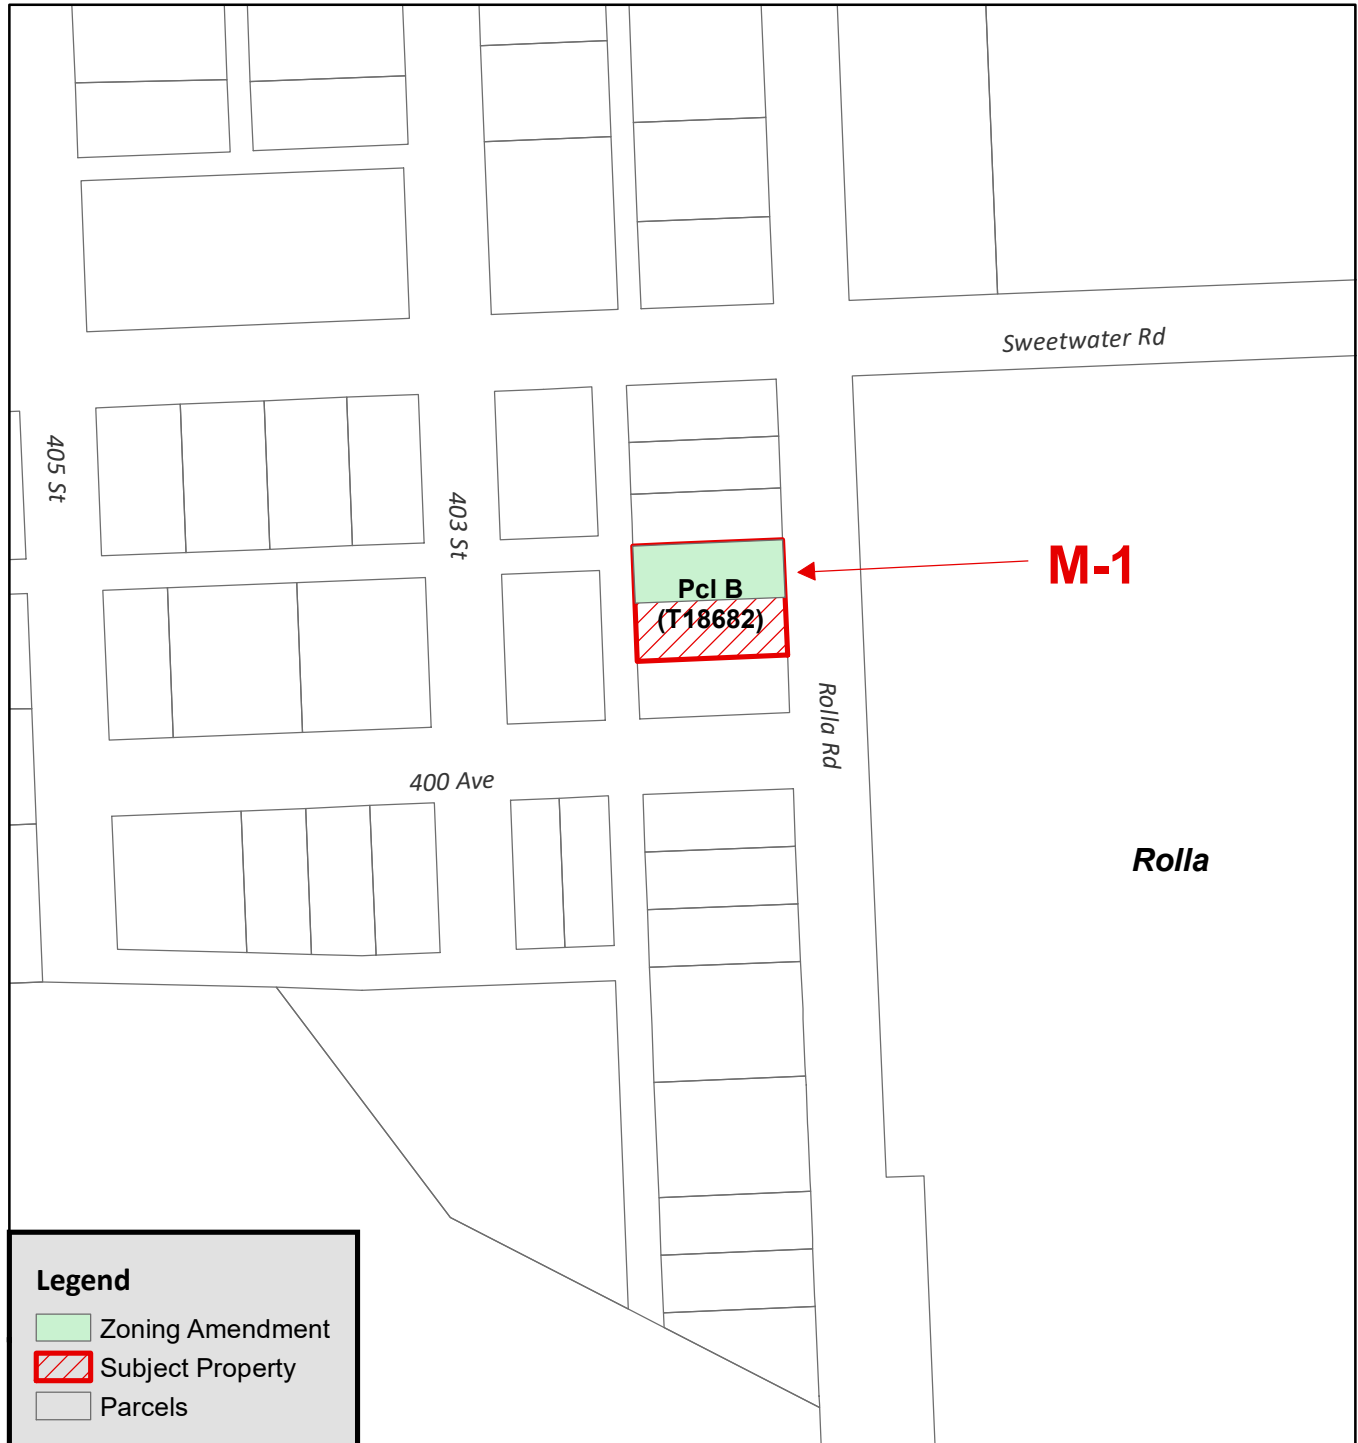 Sweetwater Rd
405 St
403 St
M-1
Pcl B
(T18682)
Rolla Rd
400 Ave
Rolla
Legend
Zoning Amendment
Subject Property
Parcels